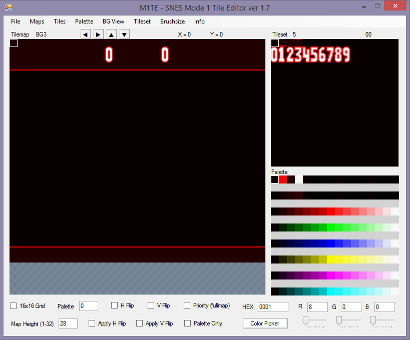 M1TE - SNES Mode 1 Tile Editor ver 1.7
File Maps Tiles Palette BG View Tileset Brushsize Info
Tilemap BG3 X = 0 Y = 0 Tileset 5 00
0 0
0123456789
Palette
16x16 Grid Palette 0 H Flip V Flip Priority (fullmap) HEX 0001 R 8 G 0 B 0
Map Height (1-32) 28 Apply H Flip Apply V Flip Palette Only Color Picker